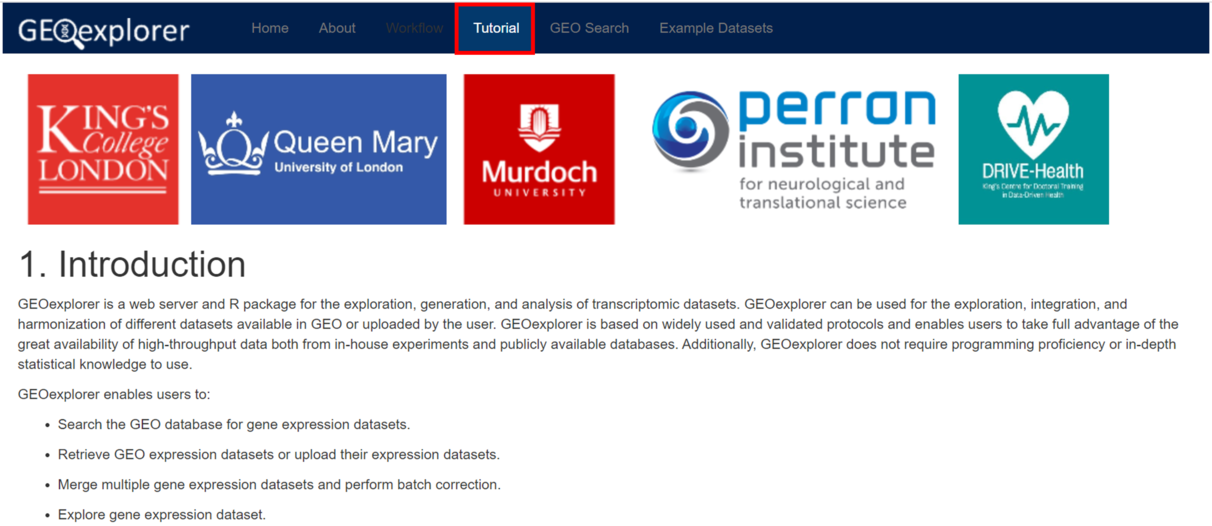 GEOexplorer Home About Workflow Tutorial GEO Search Example Datasets
KING'S
College
LONDON
Queen Mary
University of London
Murdoch
UNIVERSITY
perron
institute
for neurological and
translational science
DRIVE-Health
King's Centre for Doctoral Training
in Data-Driven Health
1. Introduction
GEOexplorer is a web server and R package for the exploration, generation, and analysis of transcriptomic datasets. GEOexplorer can be used for the exploration, integration, and
harmonization of different datasets available in GEO or uploaded by the user. GEOexplorer is based on widely used and validated protocols and enables users to take full advantage of the
great availability of high-throughput data both from in-house experiments and publicly available databases. Additionally, GEOexplorer does not require programming proficiency or in-depth
statistical knowledge to use.
GEOexplorer enables users to:
• Search the GEO database for gene expression datasets.
• Retrieve GEO expression datasets or upload their expression datasets.
• Merge multiple gene expression datasets and perform batch correction.
• Explore gene expression dataset.